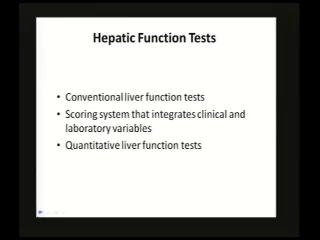 Hepatic Function Tests
• Conventional liver function tests
• Scoring system that integrates clinical and
laboratory variables
• Quantitative liver function tests